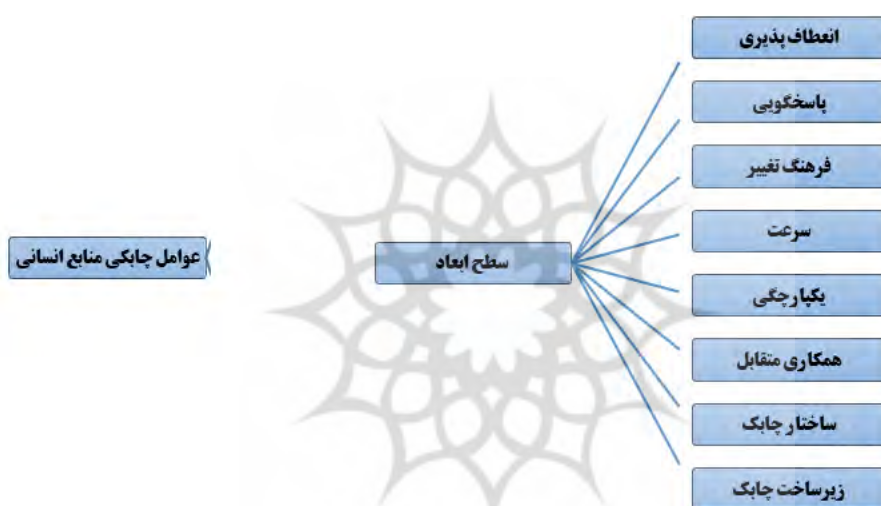 انعطاف پذیری
پاسخگویی
فرهنگ تغییر
سرعت
عوامل چابکی منابع انسانی
سطح ابعاد
یکپارچگی
همکاری متقابل
ساختار چابک
زیرساخت چابک